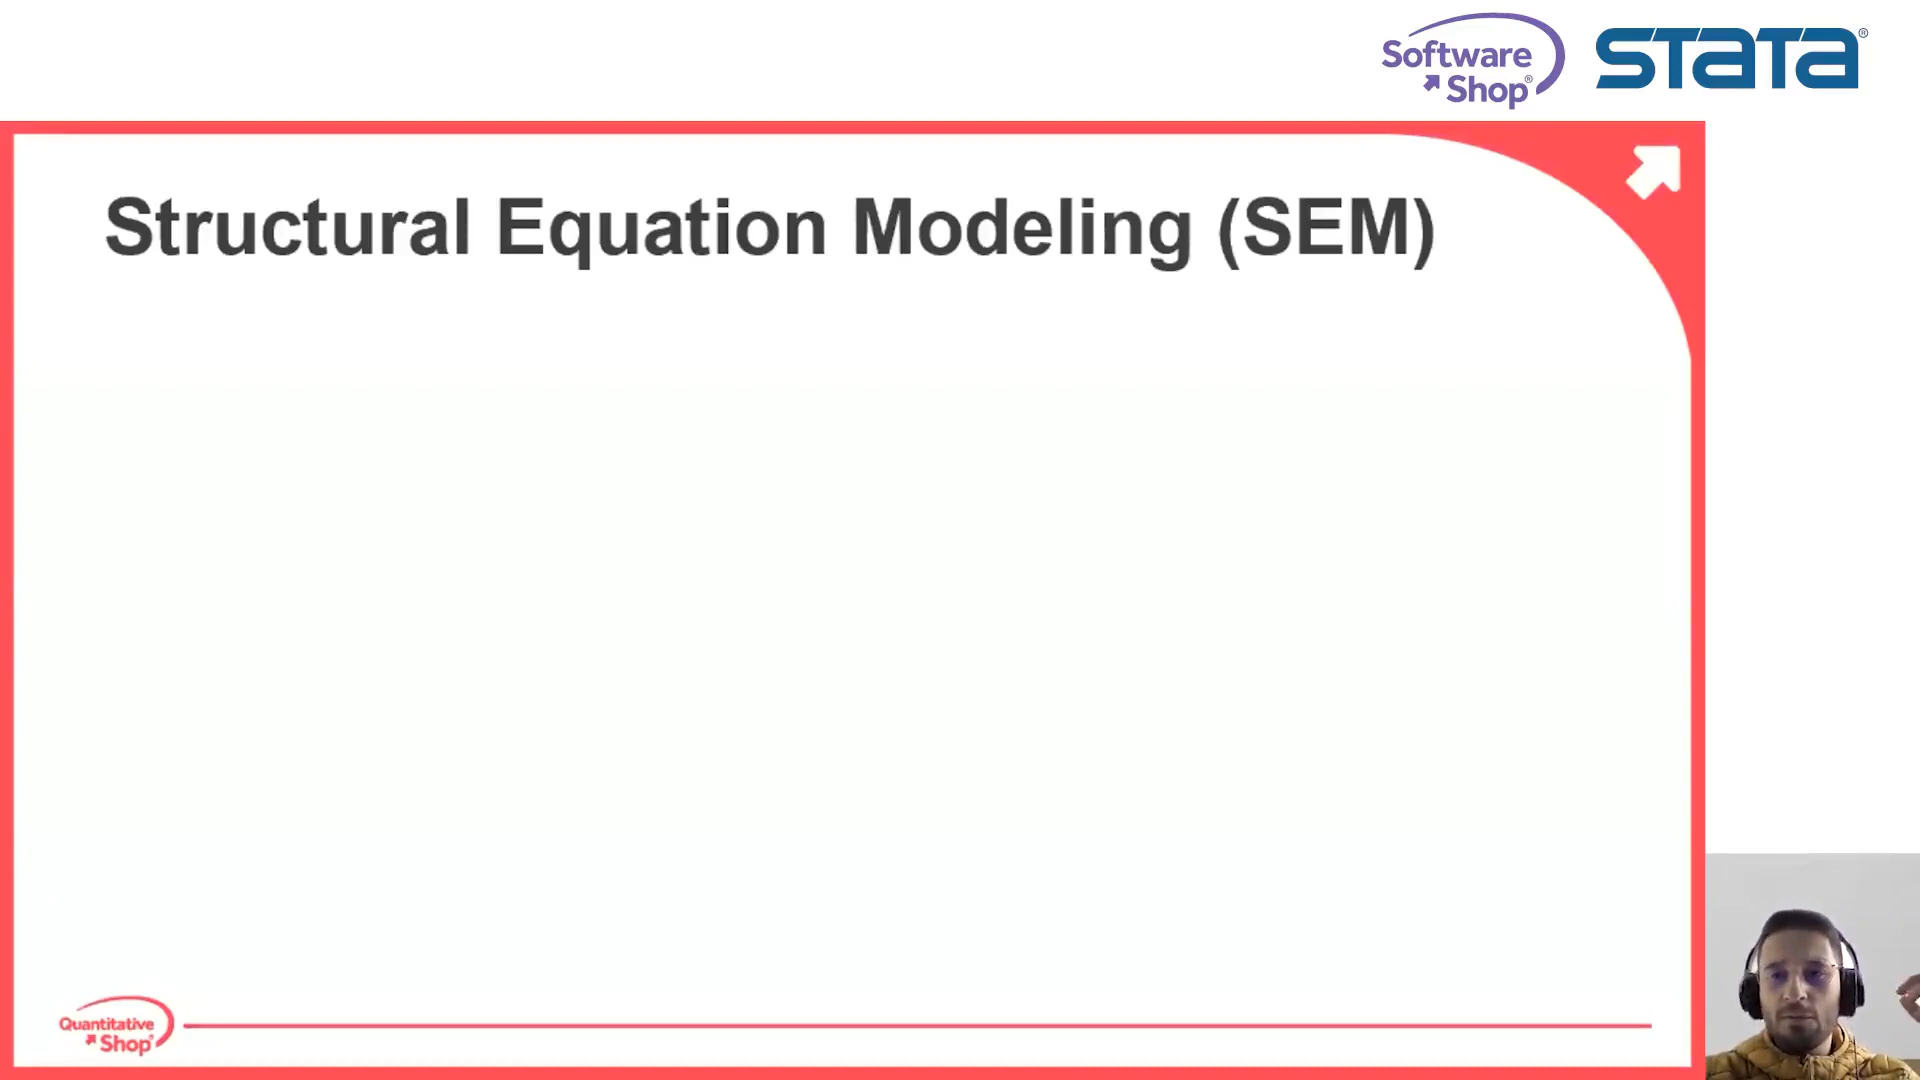 Software
Shop®
STATA®
Structural Equation Modeling (SEM)
Quantitative
Shop®